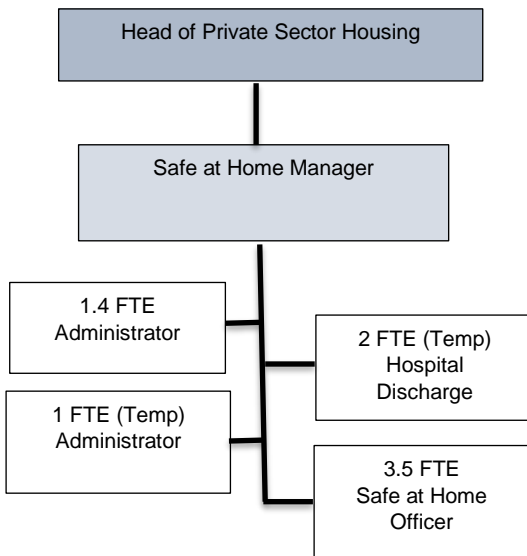 Head of Private Sector Housing
Safe at Home Manager
1.4 FTE
Administrator
2 FTE (Temp)
Hospital
Discharge
1 FTE (Temp)
Administrator
3.5 FTE
Safe at Home
Officer